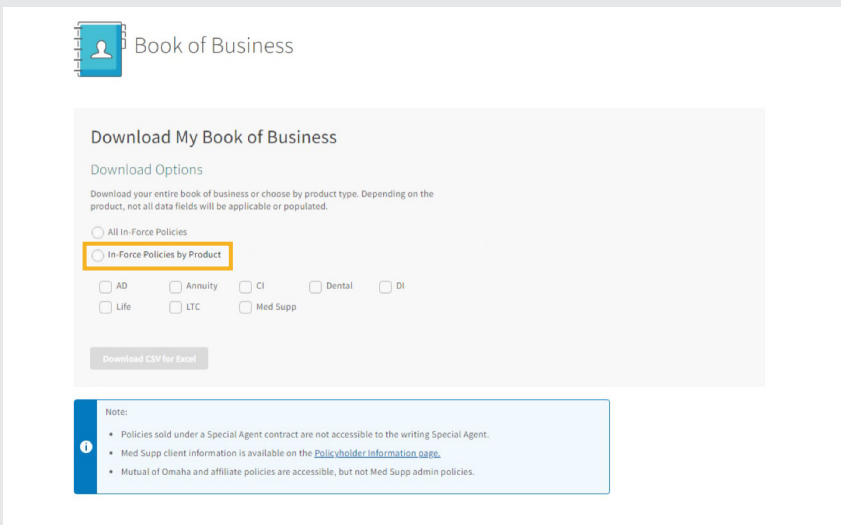 Book of Business
Download My Book of Business
Download Options
Download your entire book of business or choose by product type. Depending on the
product, not all data fields will be applicable or populated.
All In-Force Policies
In-Force Policies by Product
AD Annuity CI Dental DI
Life LTC Med Supp
Download CSV for Excel
Note:
• Policies sold under a Special Agent contract are not accessible to the writing Special Agent.
• Med Supp client information is available on the Policyholder Information page.
• Mutual of Omaha and affiliate policies are accessible, but not Med Supp admin policies.